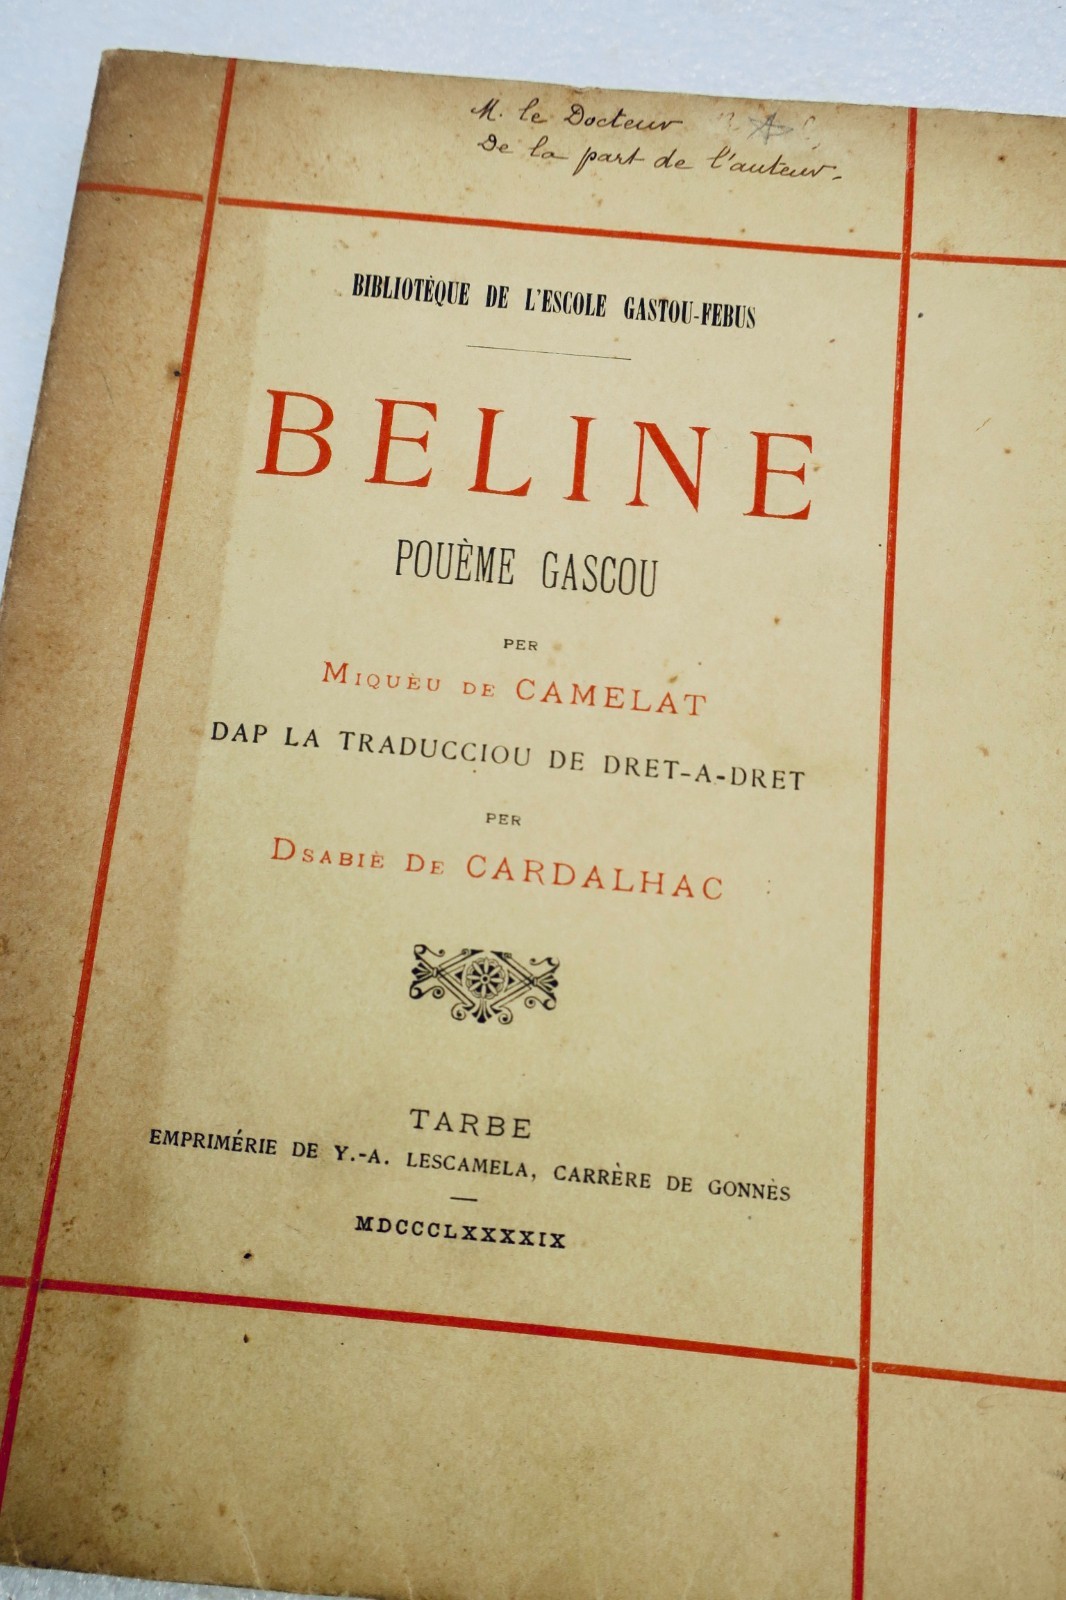 M. le Docteur
De la part de l'auteur.
BIBLIOTÈQUE DE L'ESCOLE GASTOU-FEBUS
BELINE
POUÈME GASCOU
PER
MIQUÈU DE CAMELAT
DAP LA TRADUCCIOU DE DRET-A-DRET
PER
DSABIÈ DE CARDALHAC
TARBE
EMPRIMÉRIE DE Y.-A. LESCAMELA, CARRÈRE DE GONNÈS
MDCCCLXXXXIX